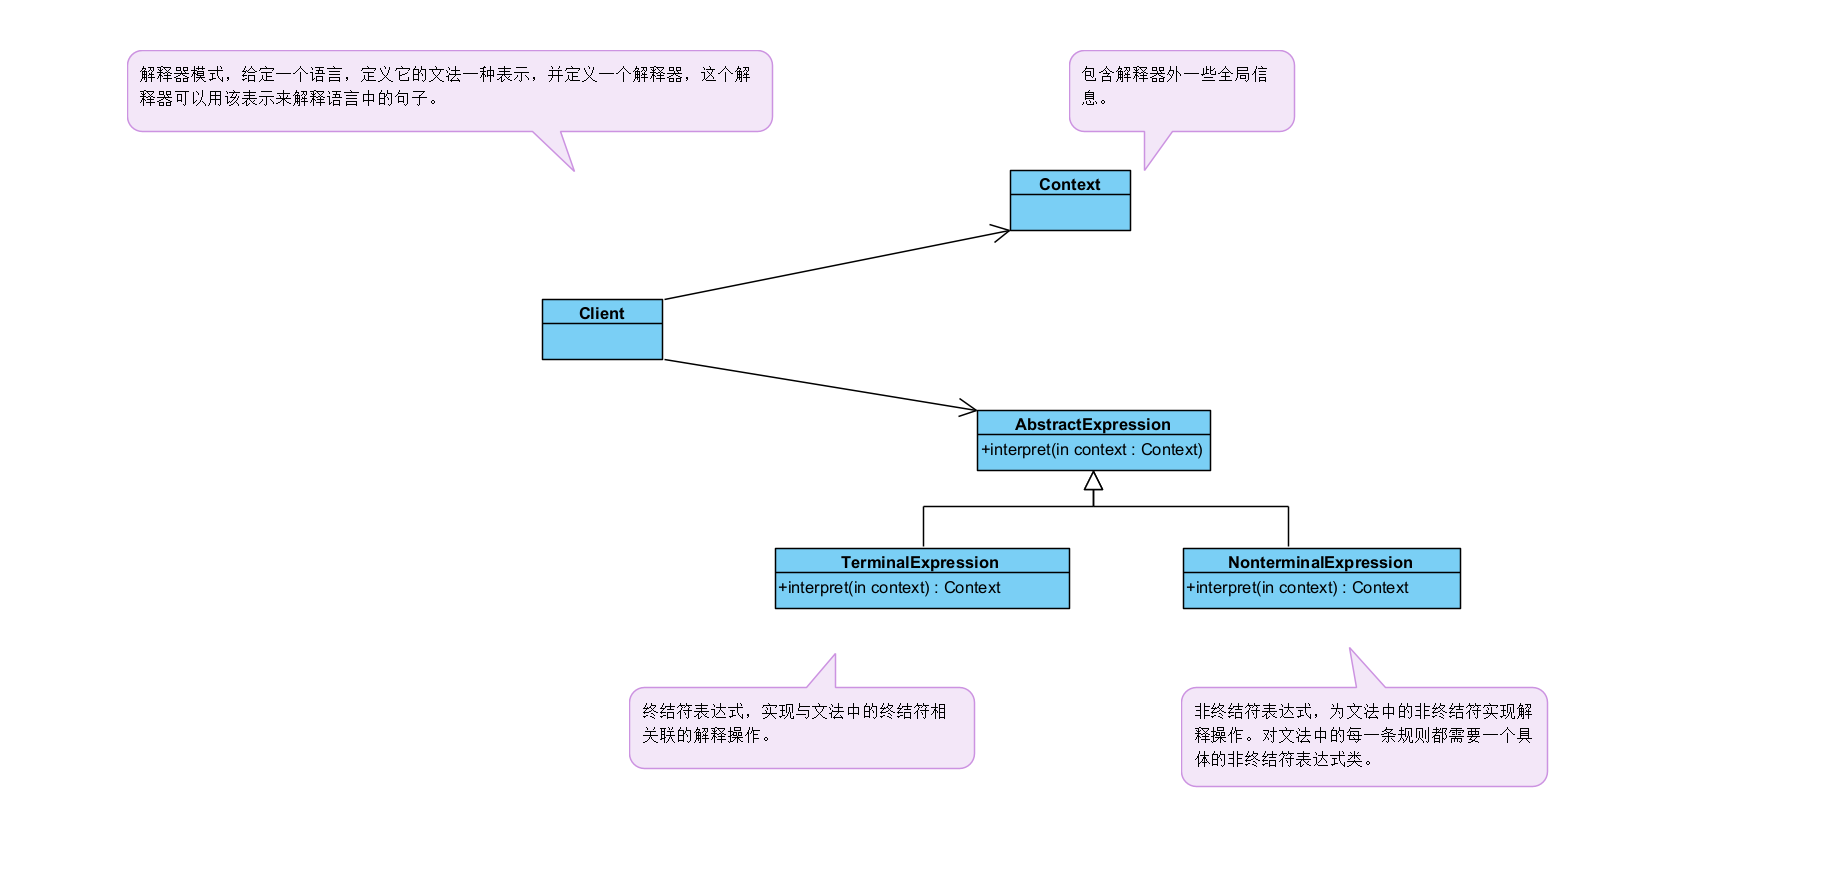 解释器模式，给定一个语言，定义它的文法一种表示，并定义一个解释器，这个解
释器可以用该表示来解释语言中的句子。
包含解释器外一些全局信
息。
Context
Client
AbstractExpression
+interpret(in context : Context)
TerminalExpression
+interpret(in context) : Context
NonterminalExpression
+interpret(in context) : Context
终结符表达式，实现与文法中的终结符相
关联的解释操作。
非终结符表达式，为文法中的非终结符实现解
释操作。对文法中的每一条规则都需要一个具
体的非终结符表达式类。